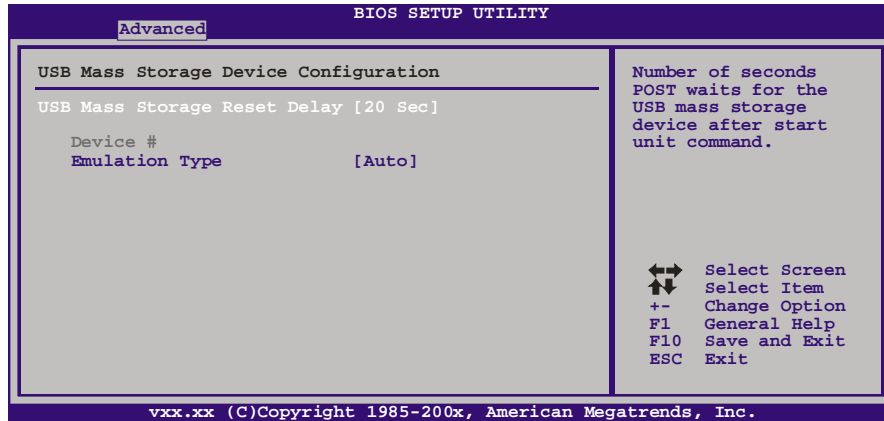 BIOS SETUP UTILITY
Advanced
USB Mass Storage Device Configuration
USB Mass Storage Reset Delay [20 Sec]
Device #
Emulation Type [Auto]
Number of seconds
POST waits for the
USB mass storage
device after start
unit command.
Select Screen
Select Item
+- Change Option
F1 General Help
F10 Save and Exit
ESC Exit
vxx.xx (C)Copyright 1985-200x, American Megatrends, Inc.